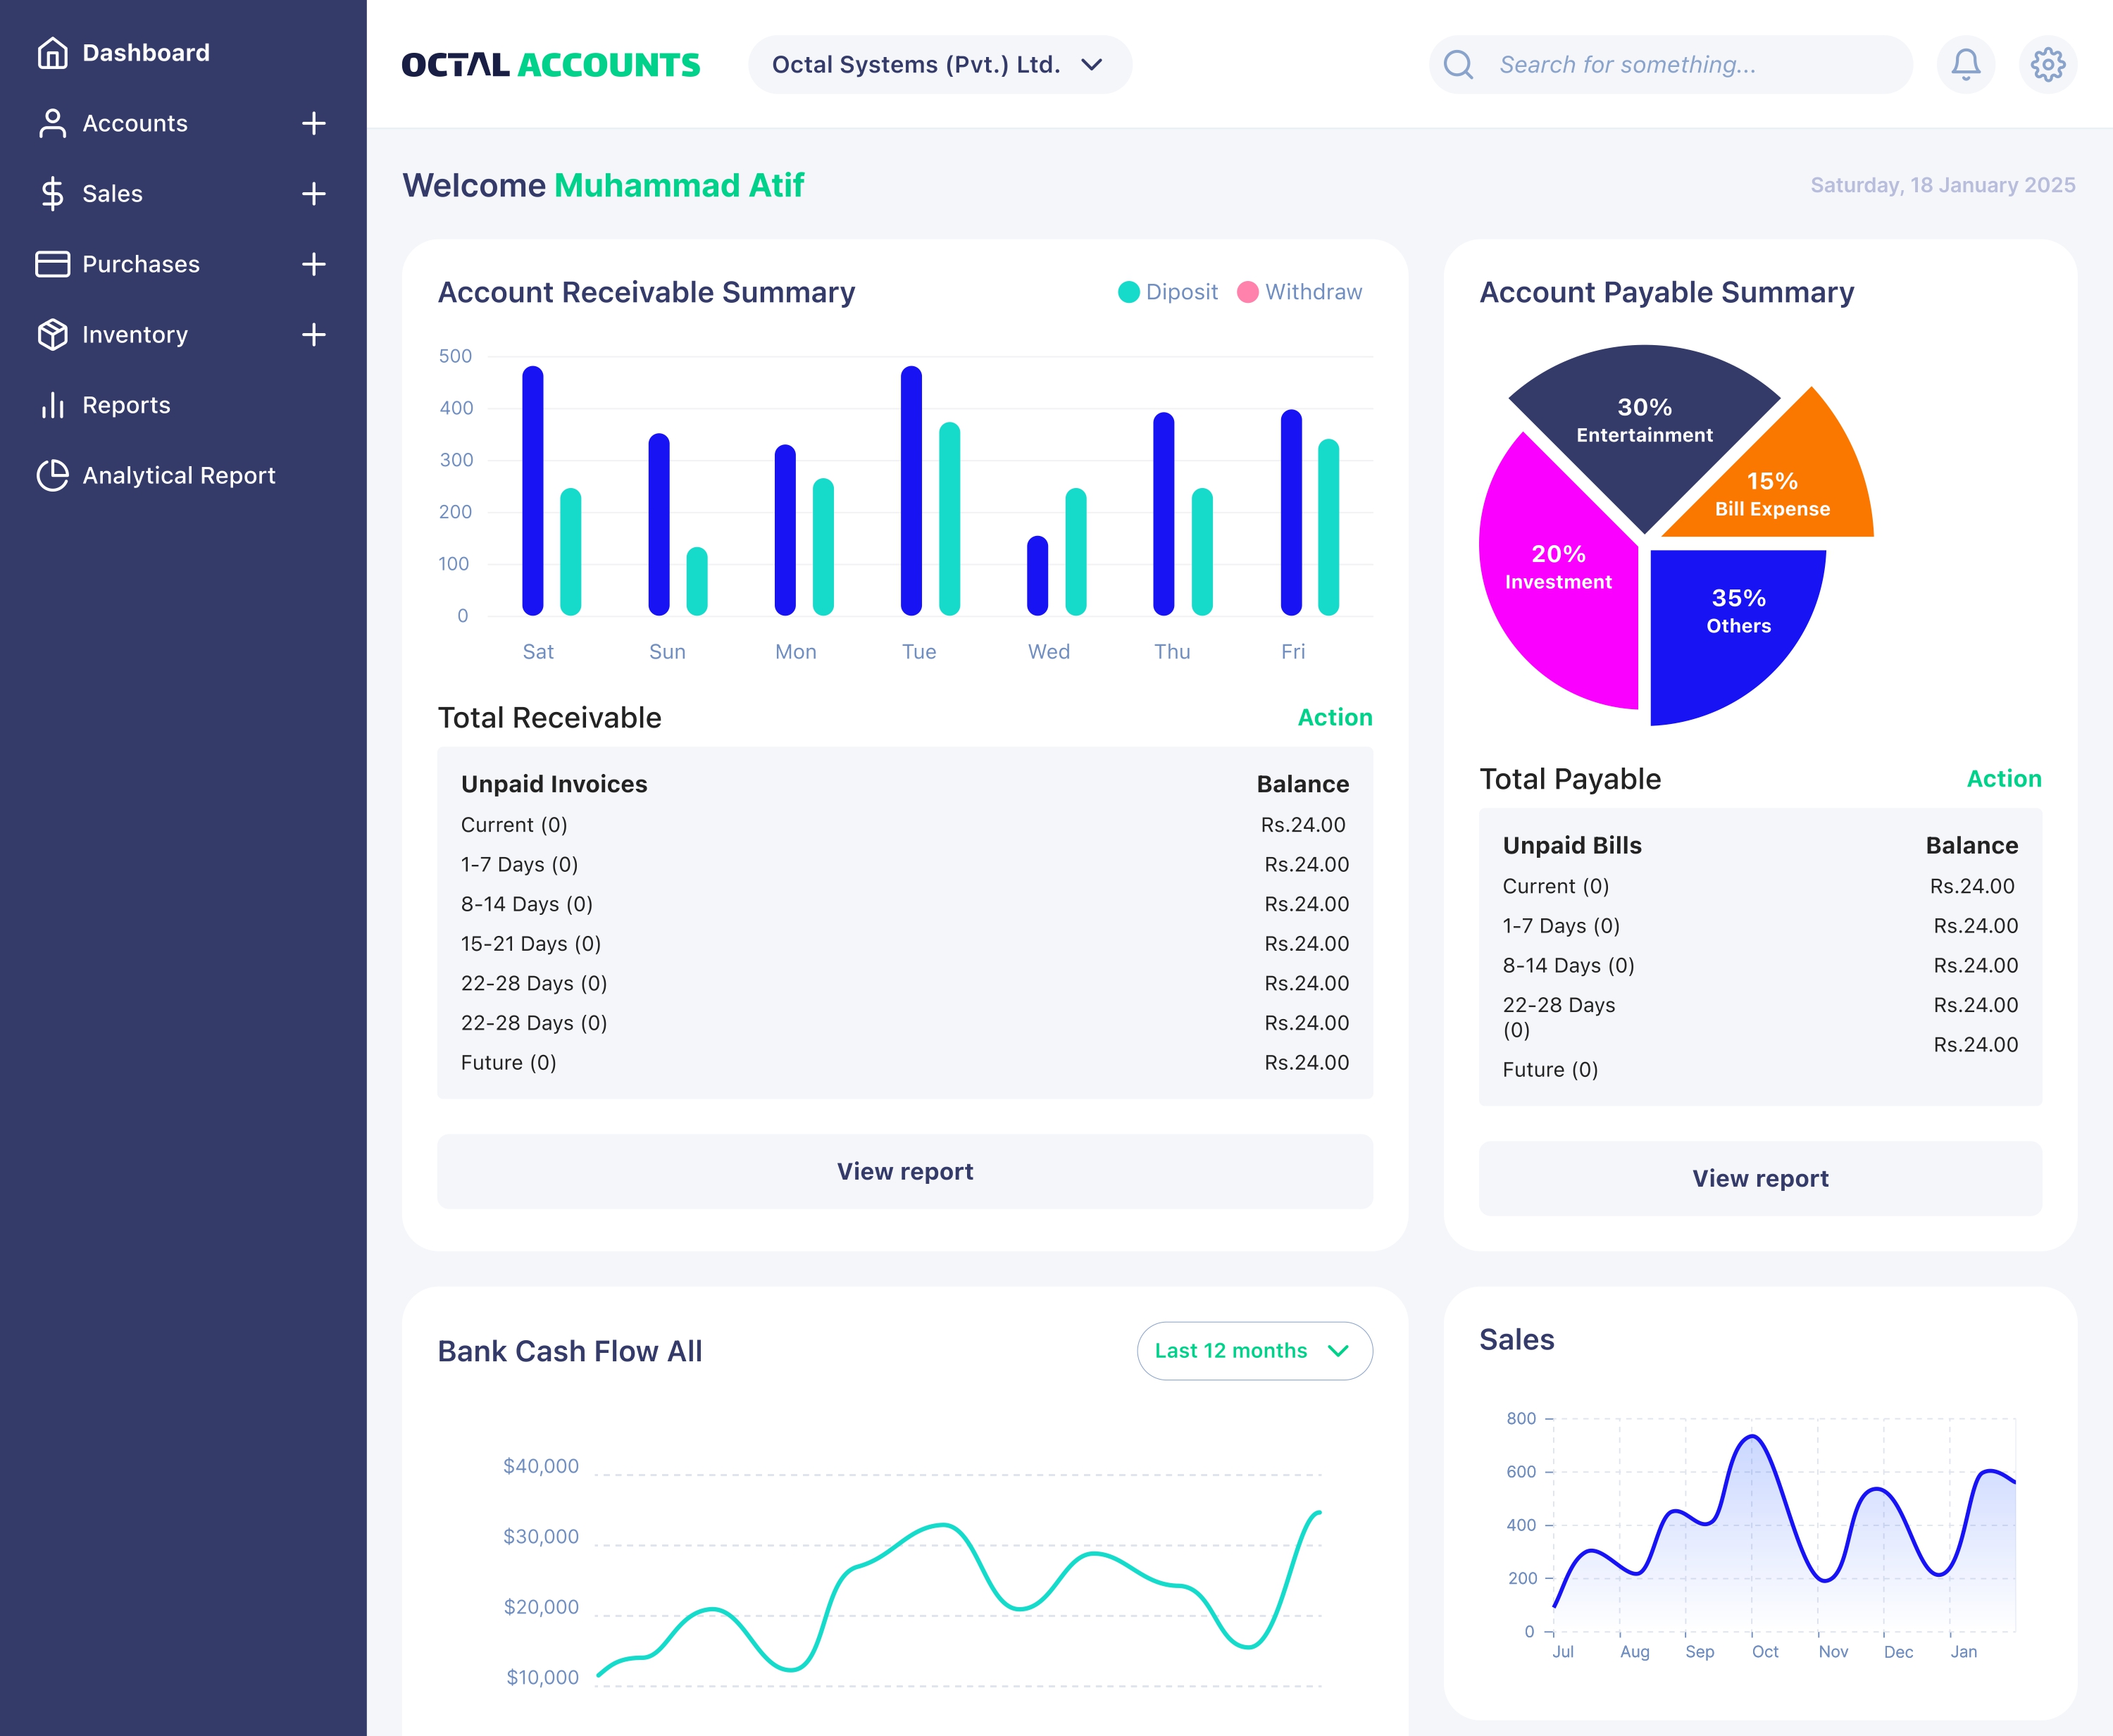 Dashboard
Accounts
Sales
Purchases
Inventory
Reports
Analytical Report
OCTAL ACCOUNTS
Octal Systems (Pvt.) Ltd.
Search for something...
Welcome Muhammad Atif
Saturday, 18 January 2025
Account Receivable Summary
Diposit
Withdraw
500
400
300
200
100
0
Sat
Sun
Mon
Tue
Wed
Thu
Fri
Total Receivable
Action
Unpaid Invoices
Balance
Current (0)
Rs.24.00
1-7 Days (0)
Rs.24.00
8-14 Days (0)
Rs.24.00
15-21 Days (0)
Rs.24.00
22-28 Days (0)
Rs.24.00
22-28 Days (0)
Rs.24.00
Future (0)
Rs.24.00
View report
Account Payable Summary
30%
Entertainment
15%
Bill Expense
20%
Investment
35%
Others
Total Payable
Action
Unpaid Bills
Balance
Current (0)
Rs.24.00
1-7 Days (0)
Rs.24.00
8-14 Days (0)
Rs.24.00
22-28 Days
(0)
Rs.24.00
Future (0)
Rs.24.00
View report
Bank Cash Flow All
Last 12 months
$40,000
$30,000
$20,000
$10,000
Sales
800
600
400
200
0
Jul
Aug
Sep
Oct
Nov
Dec
Jan